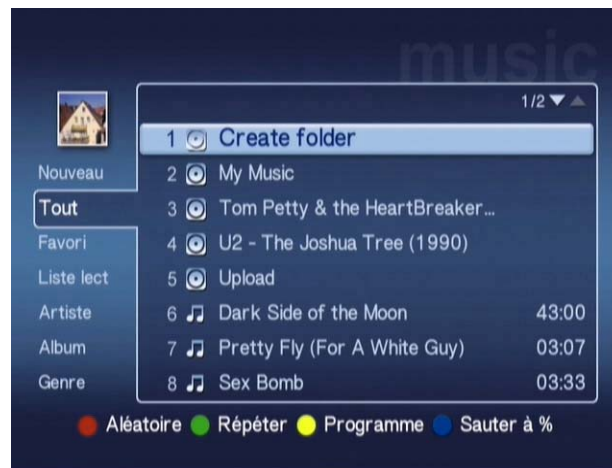 music
1/2
1 Create folder
Nouveau
2 My Music
Tout
3 Tom Petty & the HeartBreaker...
Favori
4 U2 - The Joshua Tree (1990)
Liste lect
5 Upload
Artiste
6 Dark Side of the Moon 43:00
Album
7 Pretty Fly (For A White Guy) 03:07
Genre
8 Sex Bomb 03:33
Aléatoire Répéter Programme Sauter à %